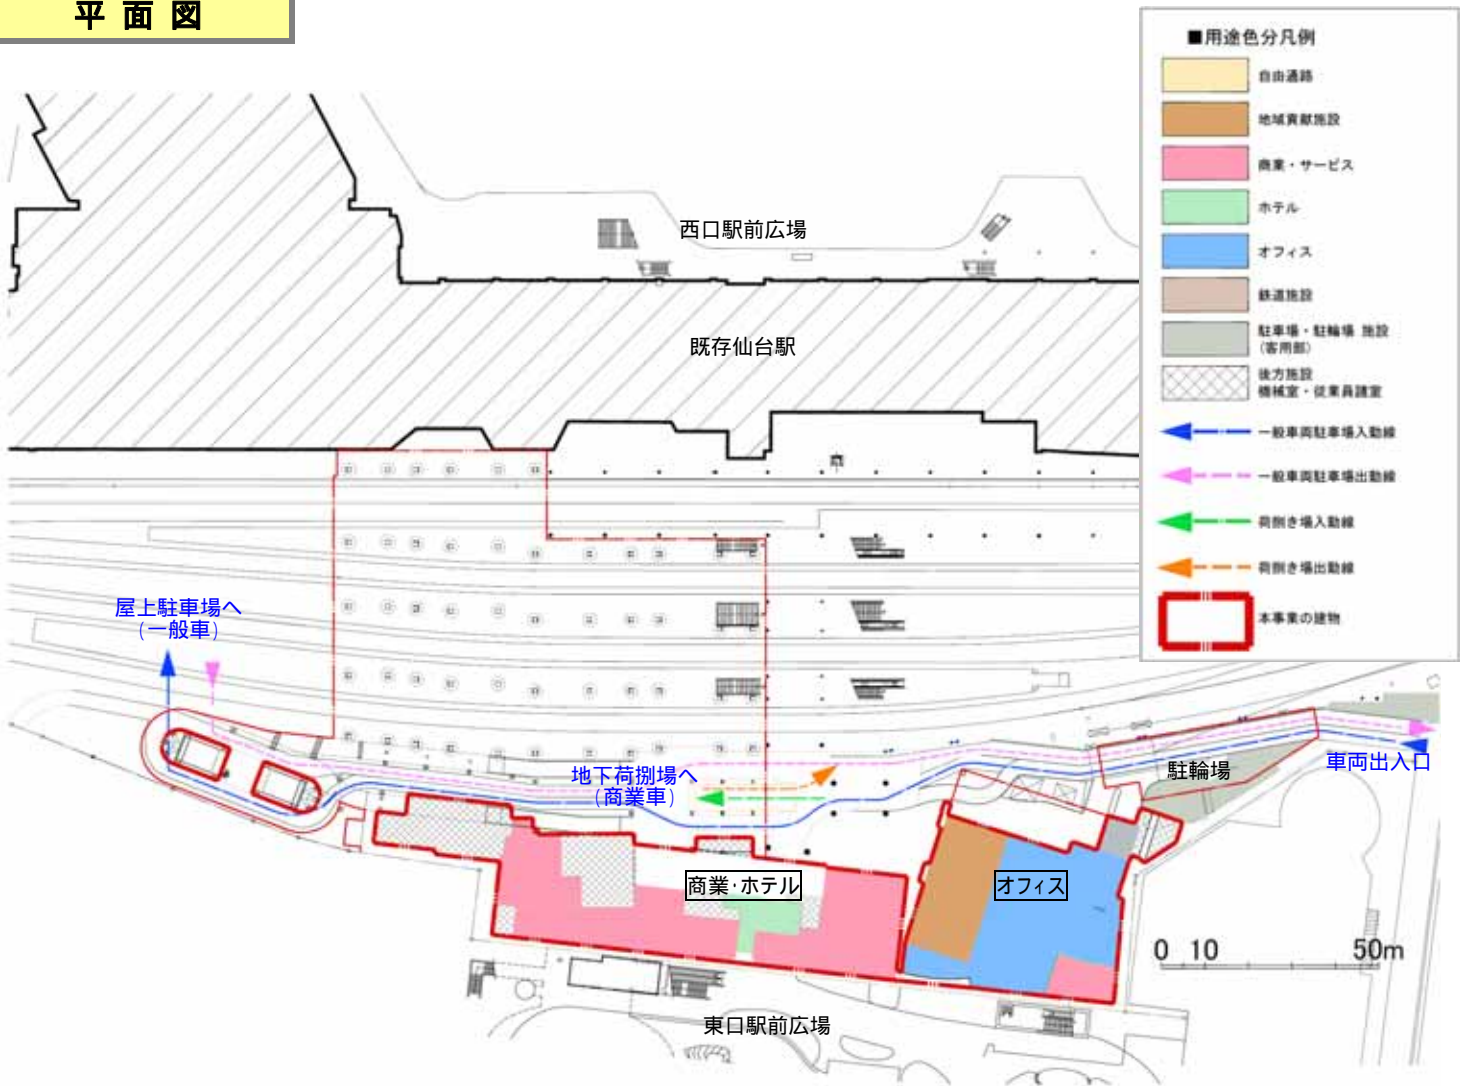 平面図
■用途色分凡例
自由通路
地域貢献施設
商業・サービス
ホテル
オフィス
鉄道施設
駐車場・駐輪場 施設
(客用部)
後方施設
機械室・従業員諸室
一般車両駐車場入動線
一般車両駐車場出動線
荷捌き場入動線
荷捌き場出動線
本事業の建物
西口駅前広場
既存仙台駅
屋上駐車場へ
(一般車)
地下荷捌場へ
(商業車)
駐輪場
車両出入口
商業・ホテル
オフィス
0 10 50m
東口駅前広場